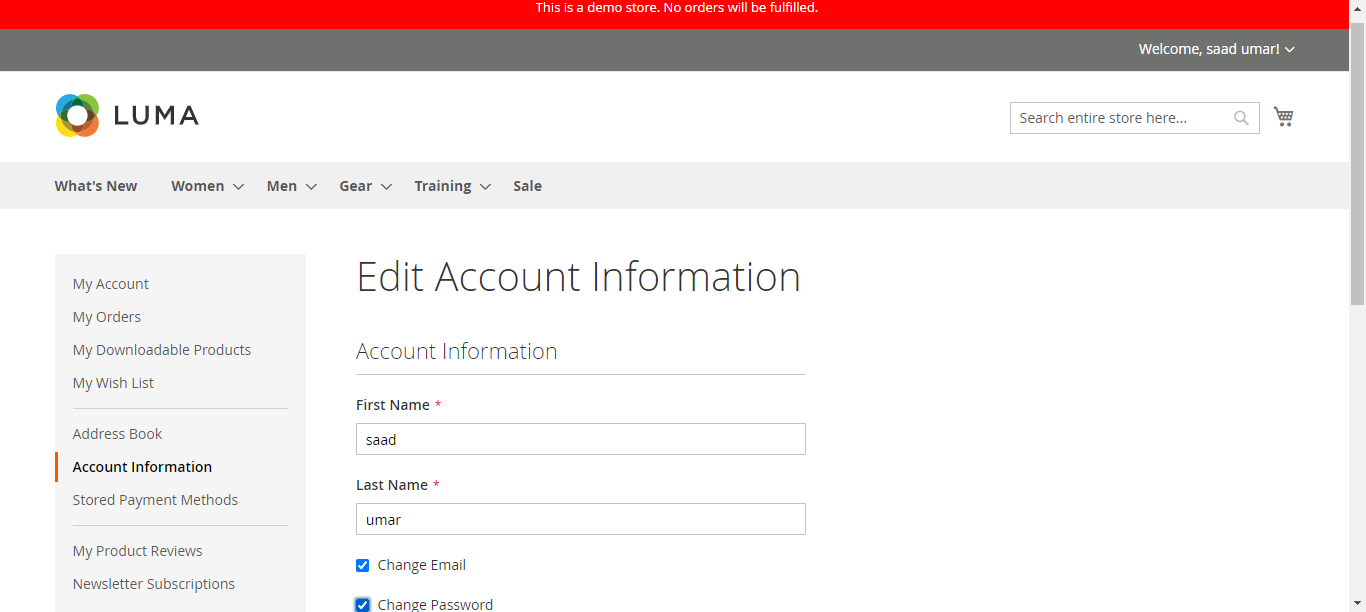 This is a demo store. No orders will be fulfilled.
Welcome, saad umar!
LUMA
Search entire store here...
What's New Women Men Gear Training Sale
My Account
My Orders
My Downloadable Products
My Wish List
Address Book
Account Information
Stored Payment Methods
My Product Reviews
Newsletter Subscriptions
Edit Account Information
Account Information
First Name *
saad
Last Name *
umar
Change Email
Change Password